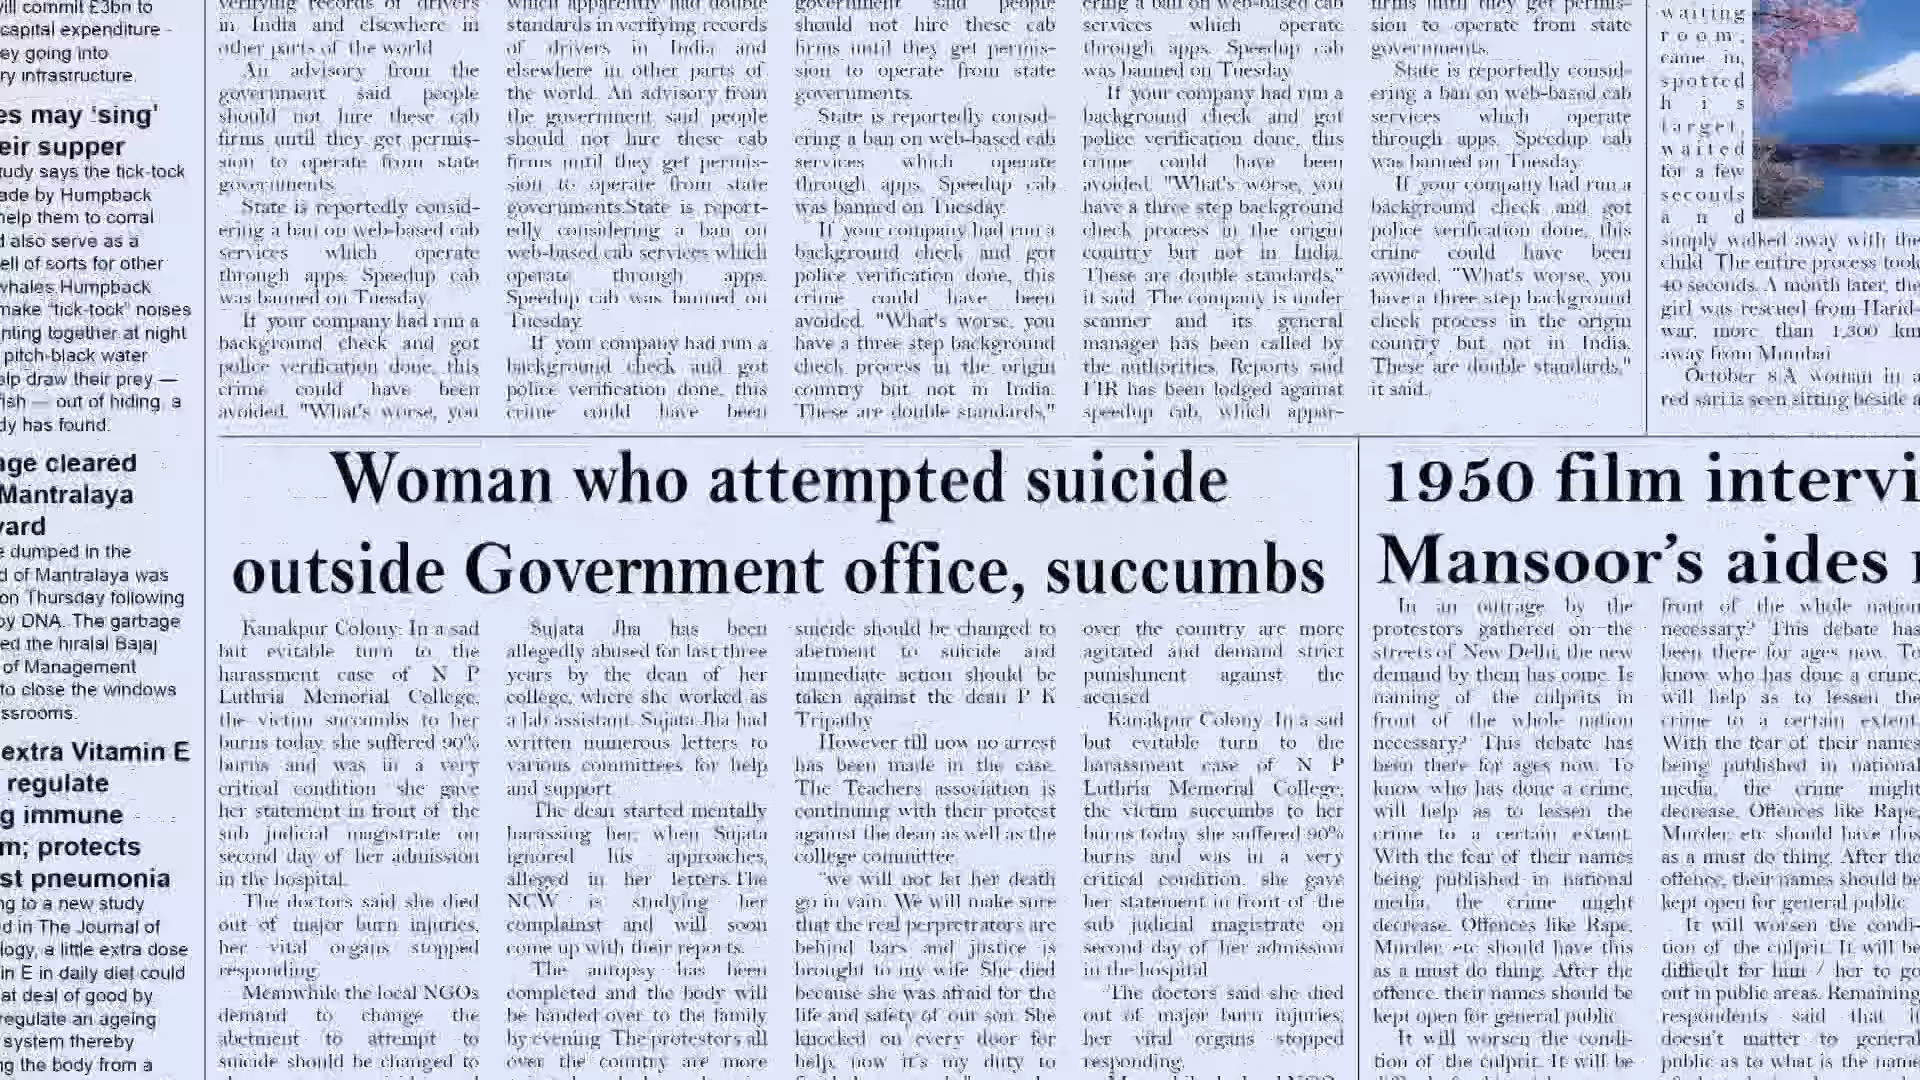 vill commit £3bn to
capital expenditure -
ey going into
ry infrastructure.
es may 'sing'
eir supper
tudy says the tick-tock
ade by Humpback
help them to corral
d also serve as a
ell of sorts for other
whales.Humpback
make "tick-tock" noises
nting together at night
pitch-black water
elp draw their prey —
fish — out of hiding, a
dy has found.
age cleared
Mantralaya
yard
e dumped in the
d of Mantralaya was
on Thursday following
by DNA. The garbage
ed the hiralal Bajaj
of Management
to close the windows
ssrooms.
extra Vitamin E
regulate
g immune
m; protects
st pneumonia
ng to a new study
d in The Journal of
logy, a little extra dose
in E in daily diet could
at deal of good by
regulate an ageing
system thereby
ng the body from a
verifying records of drivers
in India and elsewhere in
other parts of the world.
An advisory from the
government said people
should not hire these cab
firms until they get permis-
sion to operate from state
governments.
State is reportedly consid-
ering a ban on web-based cab
services which operate
through apps. Speedup cab
was banned on Tuesday.
If your company had run a
background check and got
police verification done, this
crime could have been
avoided. "What's worse, you
which apparently had double
standards in verifying records
of drivers in India and
elsewhere in other parts of
the world. An advisory from
the government said people
should not hire these cab
firms until they get permis-
sion to operate from state
governments.State is report-
edly considering a ban on
web-based cab services which
operate through apps.
Speedup cab was banned on
Tuesday.
If your company had run a
background check and got
police verification done, this
crime could have been
government said people
should not hire these cab
firms until they get permis-
sion to operate from state
governments.
State is reportedly consid-
ering a ban on web-based cab
services which operate
through apps. Speedup cab
was banned on Tuesday.
If your company had run a
background check and got
police verification done, this
crime could have been
avoided. "What's worse, you
have a three step background
check process in the origin
country but not in India.
These are double standards,"
ering a ban on web-based cab
services which operate
through apps. Speedup cab
was banned on Tuesday.
If your company had run a
background check and got
police verification done, this
crime could have been
avoided. "What's worse, you
have a three step background
check process in the origin
country but not in India.
These are double standards,"
it said. The company is under
scanner and its general
manager has been called by
the authorities. Reports said
FIR has been lodged against
speedup cab, which appar-
firms until they get permis-
sion to operate from state
governments.
State is reportedly consid-
ering a ban on web-based cab
services which operate
through apps. Speedup cab
was banned on Tuesday.
If your company had run a
background check and got
police verification done, this
crime could have been
avoided. "What's worse, you
have a three step background
check process in the origin
country but not in India.
These are double standards,"
it said.
waiting
room,
came in,
spotted
his
target,
waited
for a few
seconds
and
simply walked away with the
child. The entire process took
40 seconds. A month later, the
girl was rescued from Harid-
war, more than 1,300 km
away from Mumbai
October 8.A woman in a
red sari is seen sitting beside a
Woman who attempted suicide
outside Government office, succumbs
Kanakpur Colony: In a sad
but evitable turn to the
harassment case of N P
Luthria Memorial College,
the victim succumbs to her
burns today. she suffered 90%
burns and was in a very
critical condition. she gave
her statement in front of the
sub judicial magistrate on
second day of her admission
in the hospital.
The doctors said she died
out of major burn injuries,
her vital organs stopped
responding.
Meanwhile the local NGOs
demand to change the
abetment to attempt to
suicide should be changed to
Sujata Jha has been
allegedly abused for last three
years by the dean of her
college, where she worked as
a lab assistant. Sujata Jha had
written numerous letters to
various committees for help
and support.
The dean started mentally
harassing her, when Sujata
ignored his approaches,
alleged in her letters.The
NCW is studying her
complaint and will soon
come up with their reports.
The autopsy has been
completed and the body will
be handed over to the family
by evening. The protestors all
over the country are more
suicide should be changed to
abetment to suicide and
immediate action should be
taken against the dean P K
Tripathy
However till now no arrest
has been made in the case.
The Teachers association is
continuing with their protest
against the dean as well as the
college committee.
"we will not let her death
go in vain. We will make sure
that the real perpretrators are
behind bars and justice is
brought to my wife. She died
because she was afraid for the
life and safety of our son. She
knocked on every door for
help, now it's my duty to
over the country are more
agitated and demand strict
punishment against the
accused
Kanakpur Colony: In a sad
but evitable turn to the
harassment case of N P
Luthria Memorial College,
the victim succumbs to her
burns today. she suffered 90%
burns and was in a very
critical condition. she gave
her statement in front of the
sub judicial magistrate on
second day of her admission
in the hospital
The doctors said she died
out of major burn injuries,
her vital organs stopped
responding.
1950 film intervi
Mansoor's aides
In an outrage by the
protestors gathered on the
streets of New Delhi, the new
demand by them has come. Is
naming of the culprits in
front of the whole nation
necessary? This debate has
been there for ages now. To
know who has done a crime,
will help as to lessen the
crime to a certain extent.
With the fear of their names
being published in national
media, the crime might
decrease. Offences like Rape,
Murder, etc should have this
as a must do thing. After the
offence, their names should be
kept open for general public.
It will worsen the condi-
tion of the culprit. It will be
front of the whole nation
necessary? This debate has
been there for ages now. To
know who has done a crime,
will help as to lessen the
crime to a certain extent.
With the fear of their names
being published in national
media, the crime might
decrease. Offences like Rape,
Murder, etc should have this
as a must do thing. After the
offence, their names should be
kept open for general public.
It will worsen the condi-
tion of the culprit. It will be
difficult for him / her to go
out in public areas. Remaining
respondents said that it
doesn't matter to general
public as to what is the name